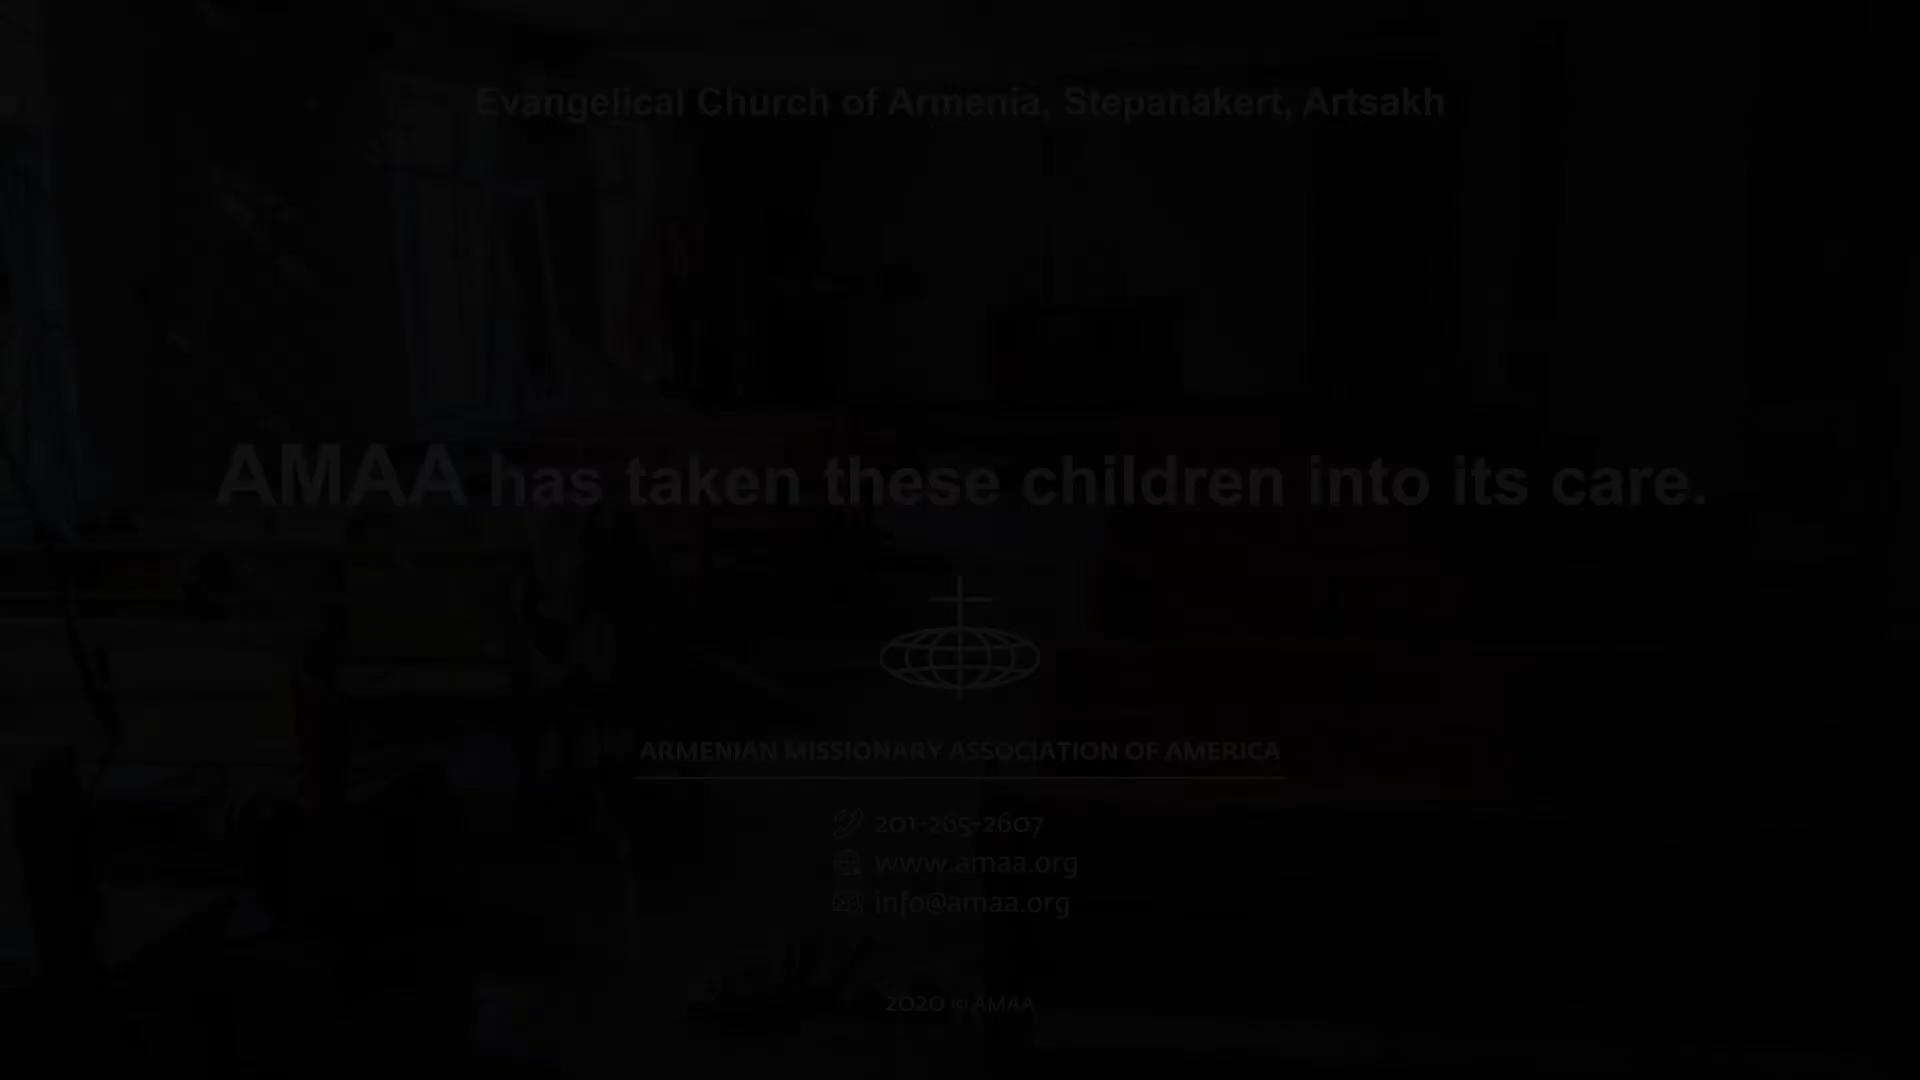 Evangelical Church of Armenia, Stepanakert, Artsakh
AMAA has taken these children into its care.
ARMENIAN MISSIONARY ASSOCIATION OF AMERICA
201-265-2607
www.amaa.org
info@amaa.org
2020 © AMAA